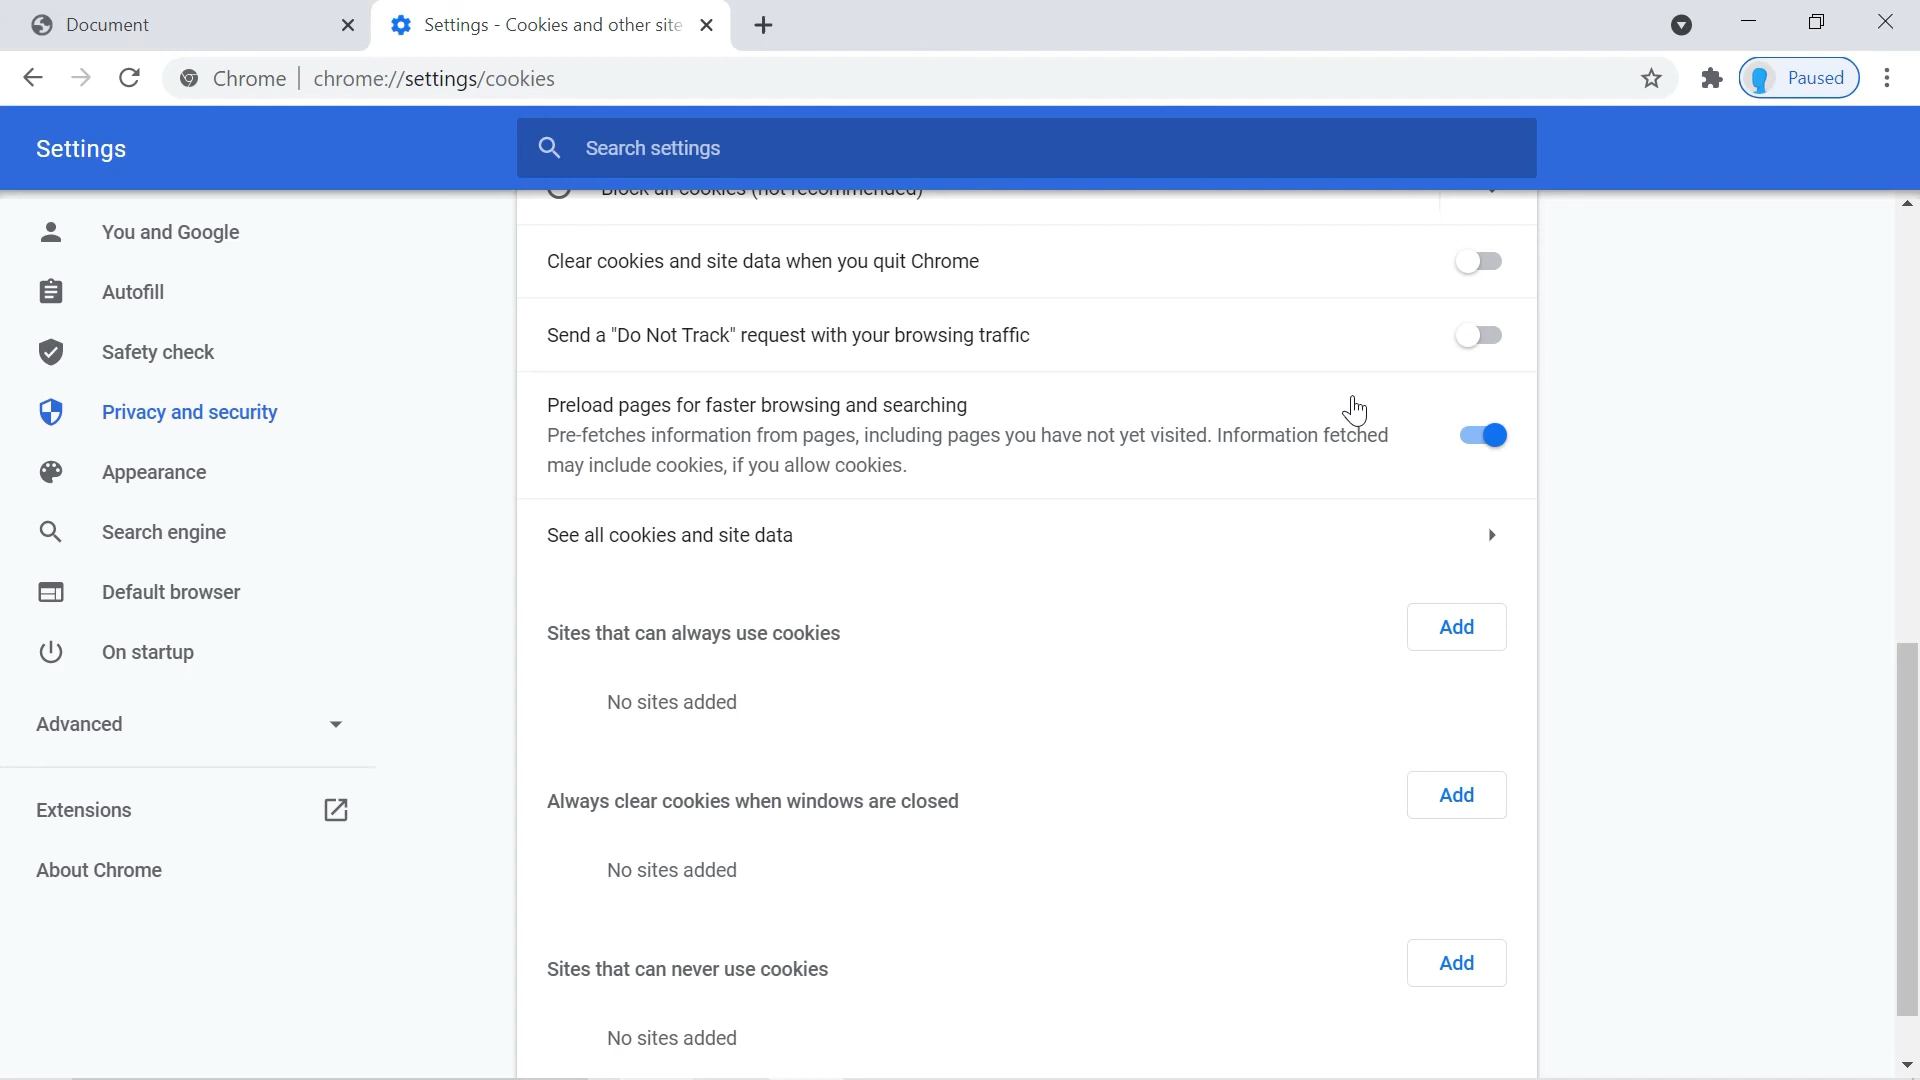 Document
Settings - Cookies and other site
Chrome
chrome://settings/cookies
Paused
Settings
Search settings
You and Google
Autofill
Safety check
Privacy and security
Appearance
Search engine
Default browser
On startup
Advanced
Extensions
About Chrome
Block all cookies (not recommended)
Clear cookies and site data when you quit Chrome
Send a "Do Not Track" request with your browsing traffic
Preload pages for faster browsing and searching
Pre-fetches information from pages, including pages you have not yet visited. Information fetched
may include cookies, if you allow cookies.
See all cookies and site data
Sites that can always use cookies
Add
No sites added
Always clear cookies when windows are closed
Add
No sites added
Sites that can never use cookies
Add
No sites added